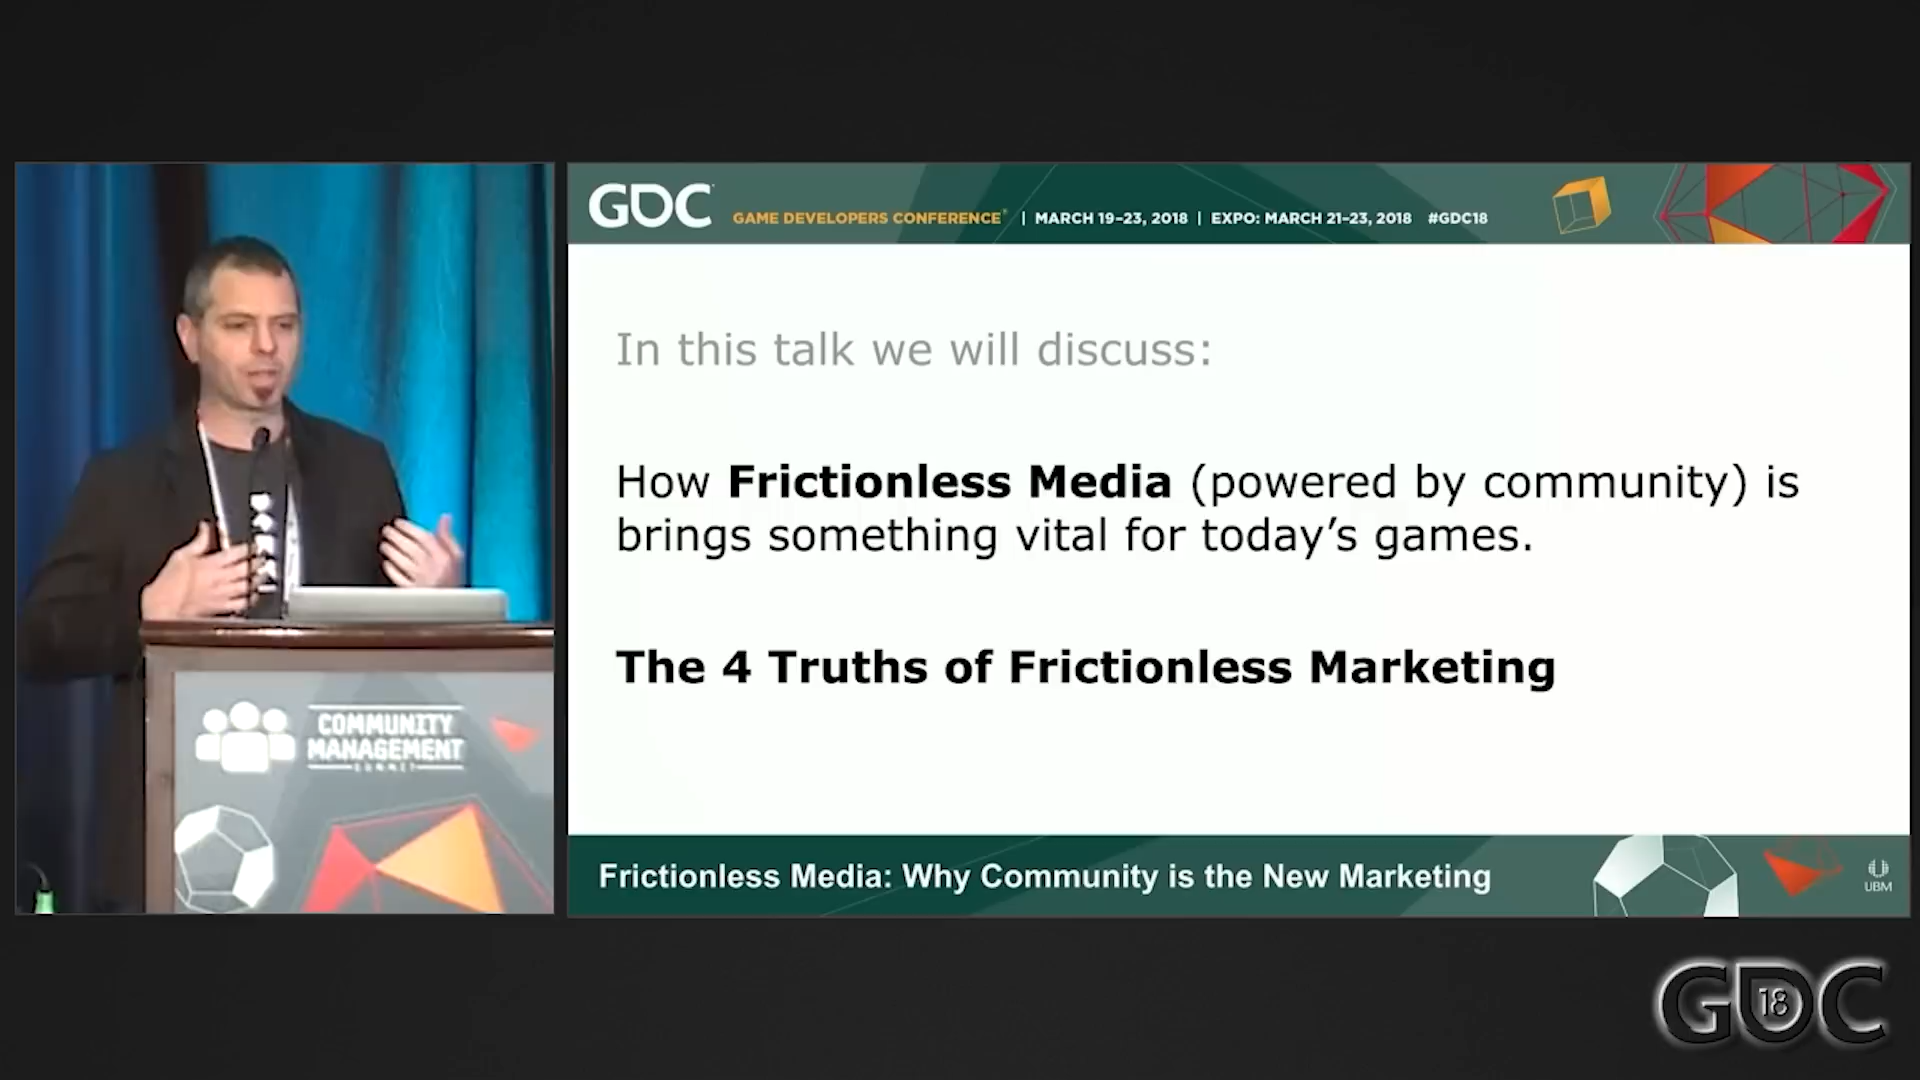 GDC
GAME DEVELOPERS CONFERENCE® | MARCH 19–23, 2018 | EXPO: MARCH 21–23, 2018 #GDC18
In this talk we will discuss:
How Frictionless Media (powered by community) is
brings something vital for today’s games.
The 4 Truths of Frictionless Marketing
COMMUNITY
MANAGEMENT
SUMMIT
Frictionless Media: Why Community is the New Marketing
UBM
GDC
18